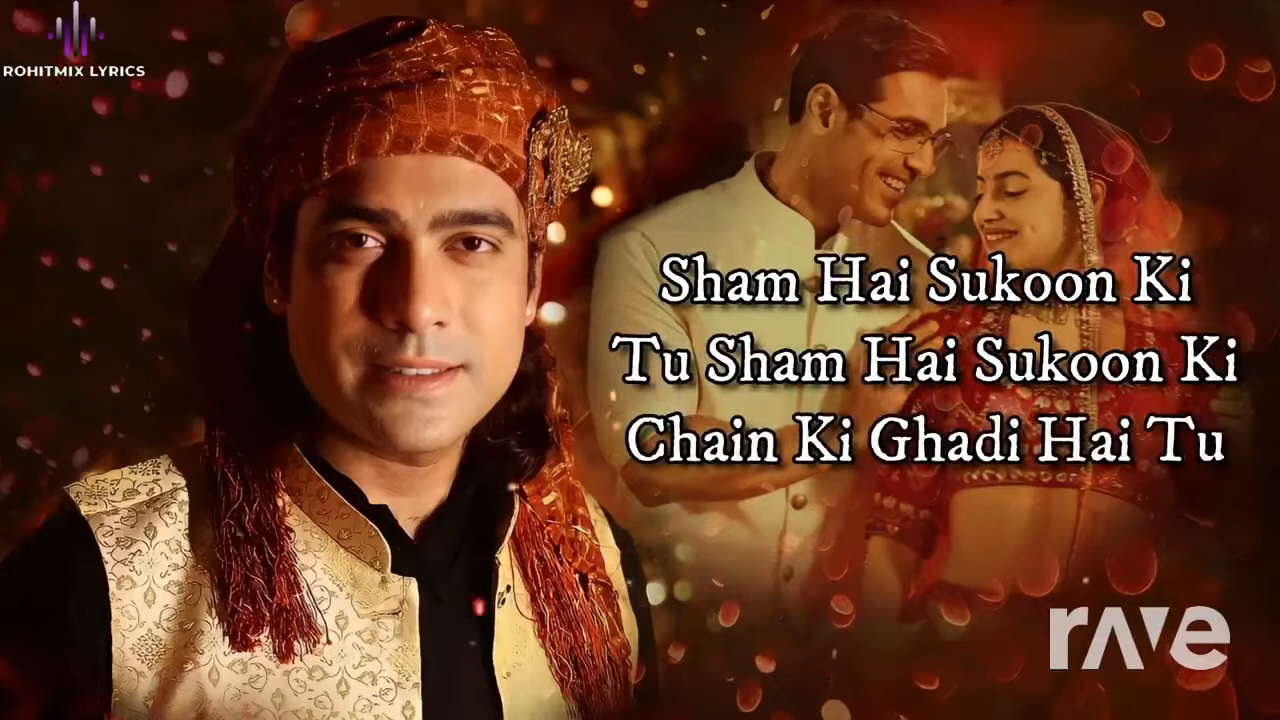 ROHITMIX LYRICS
Sham Hai Sukoon Ki
Tu Sham Hai Sukoon Ki
Chain Ki Ghadi Hai Tu
rave